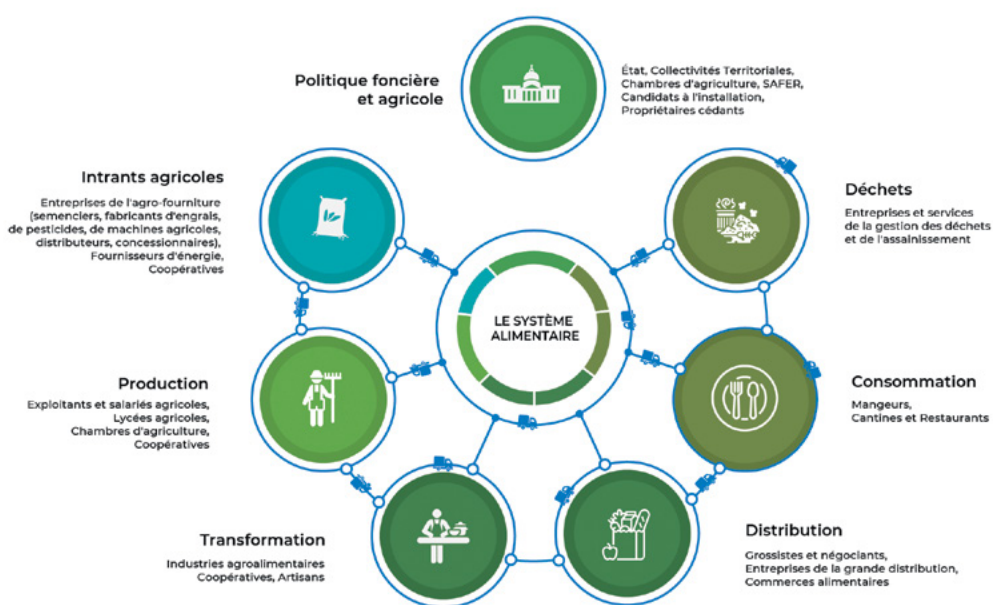 Politique foncière
et agricole
État, Collectivités Territoriales,
Chambres d'agriculture, SAFER,
Candidats à l'installation,
Propriétaires cédants
Intrants agricoles
Entreprises de l'agro-fourniture
(semenciers, fabricants d'engrais,
de pesticides, de machines agricoles,
distributeurs, concessionnaires),
Fournisseurs d'énergie,
Coopératives
Déchets
Entreprises et services
de la gestion des déchets
et de l'assainissement
LE SYSTÈME
ALIMENTAIRE
Production
Exploitants et salariés agricoles,
Lycées agricoles,
Chambres d'agriculture,
Coopératives
Consommation
Mangeurs,
Cantines et Restaurants
Transformation
Industries agroalimentaires
Coopératives, Artisans
Distribution
Grossistes et négociants,
Entreprises de la grande distribution,
Commerces alimentaires